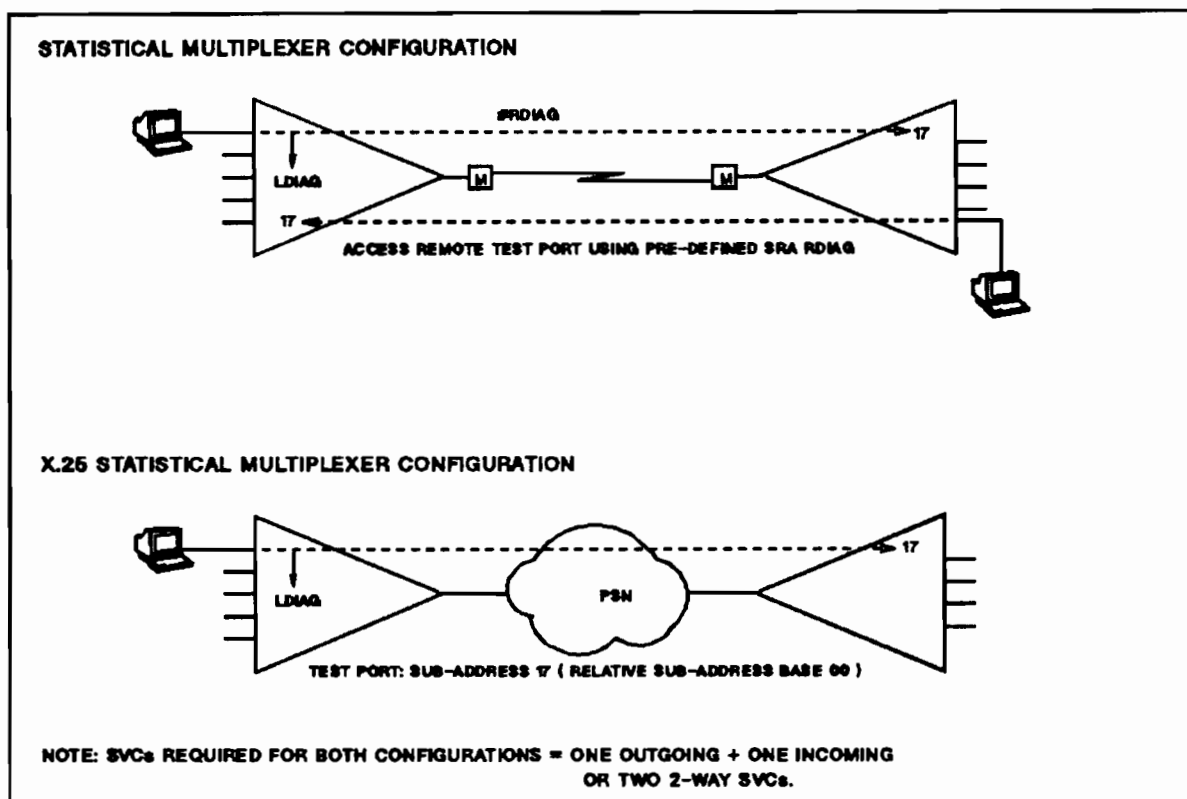 STATISTICAL MULTIPLEXER CONFIGURATION
#RDIAG
17
LDIAG
M
M
17
ACCESS REMOTE TEST PORT USING PRE-DEFINED SRA RDIAG
X.25 STATISTICAL MULTIPLEXER CONFIGURATION
17
LDIAG
PSN
TEST PORT: SUB-ADDRESS 17 ( RELATIVE SUB-ADDRESS BASE 00 )
NOTE: SVCs REQUIRED FOR BOTH CONFIGURATIONS = ONE OUTGOING + ONE INCOMING
OR TWO 2-WAY SVCs.